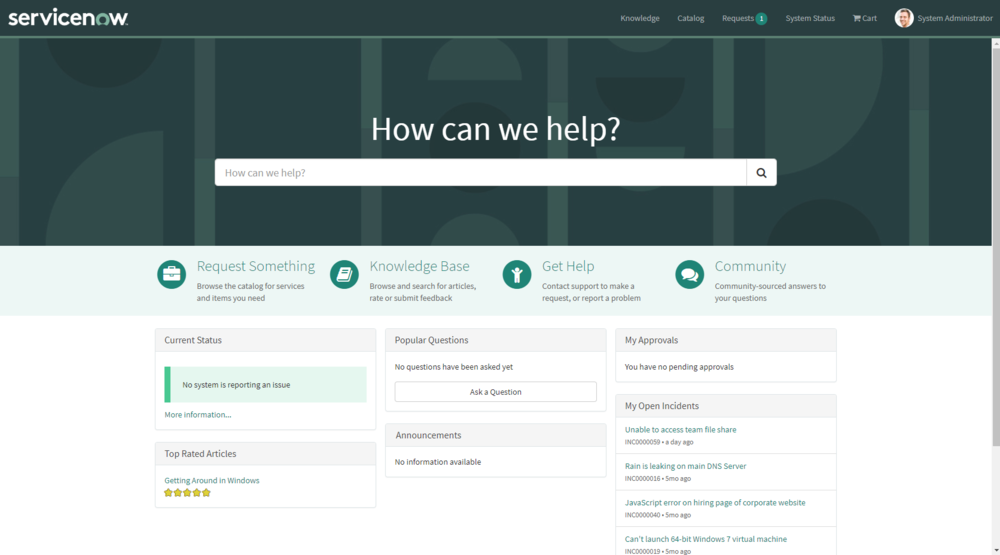 servicenow.
Knowledge
Catalog
Requests 1
System Status
Cart
System Administrator
How can we help?
How can we help?
Request Something
Browse the catalog for services
and items you need
Knowledge Base
Browse and search for articles,
rate or submit feedback
Get Help
Contact support to make a
request, or report a problem
Community
Community-sourced answers to
your questions
Current Status
No system is reporting an issue
More information...
Top Rated Articles
Getting Around in Windows
Popular Questions
No questions have been asked yet
Ask a Question
Announcements
No information available
My Approvals
You have no pending approvals
My Open Incidents
Unable to access team file share
INC0000059 • a day ago
Rain is leaking on main DNS Server
INC0000016 • 5mo ago
JavaScript error on hiring page of corporate website
INC0000040 • 5mo ago
Can't launch 64-bit Windows 7 virtual machine
INC0000019 • 5mo ago